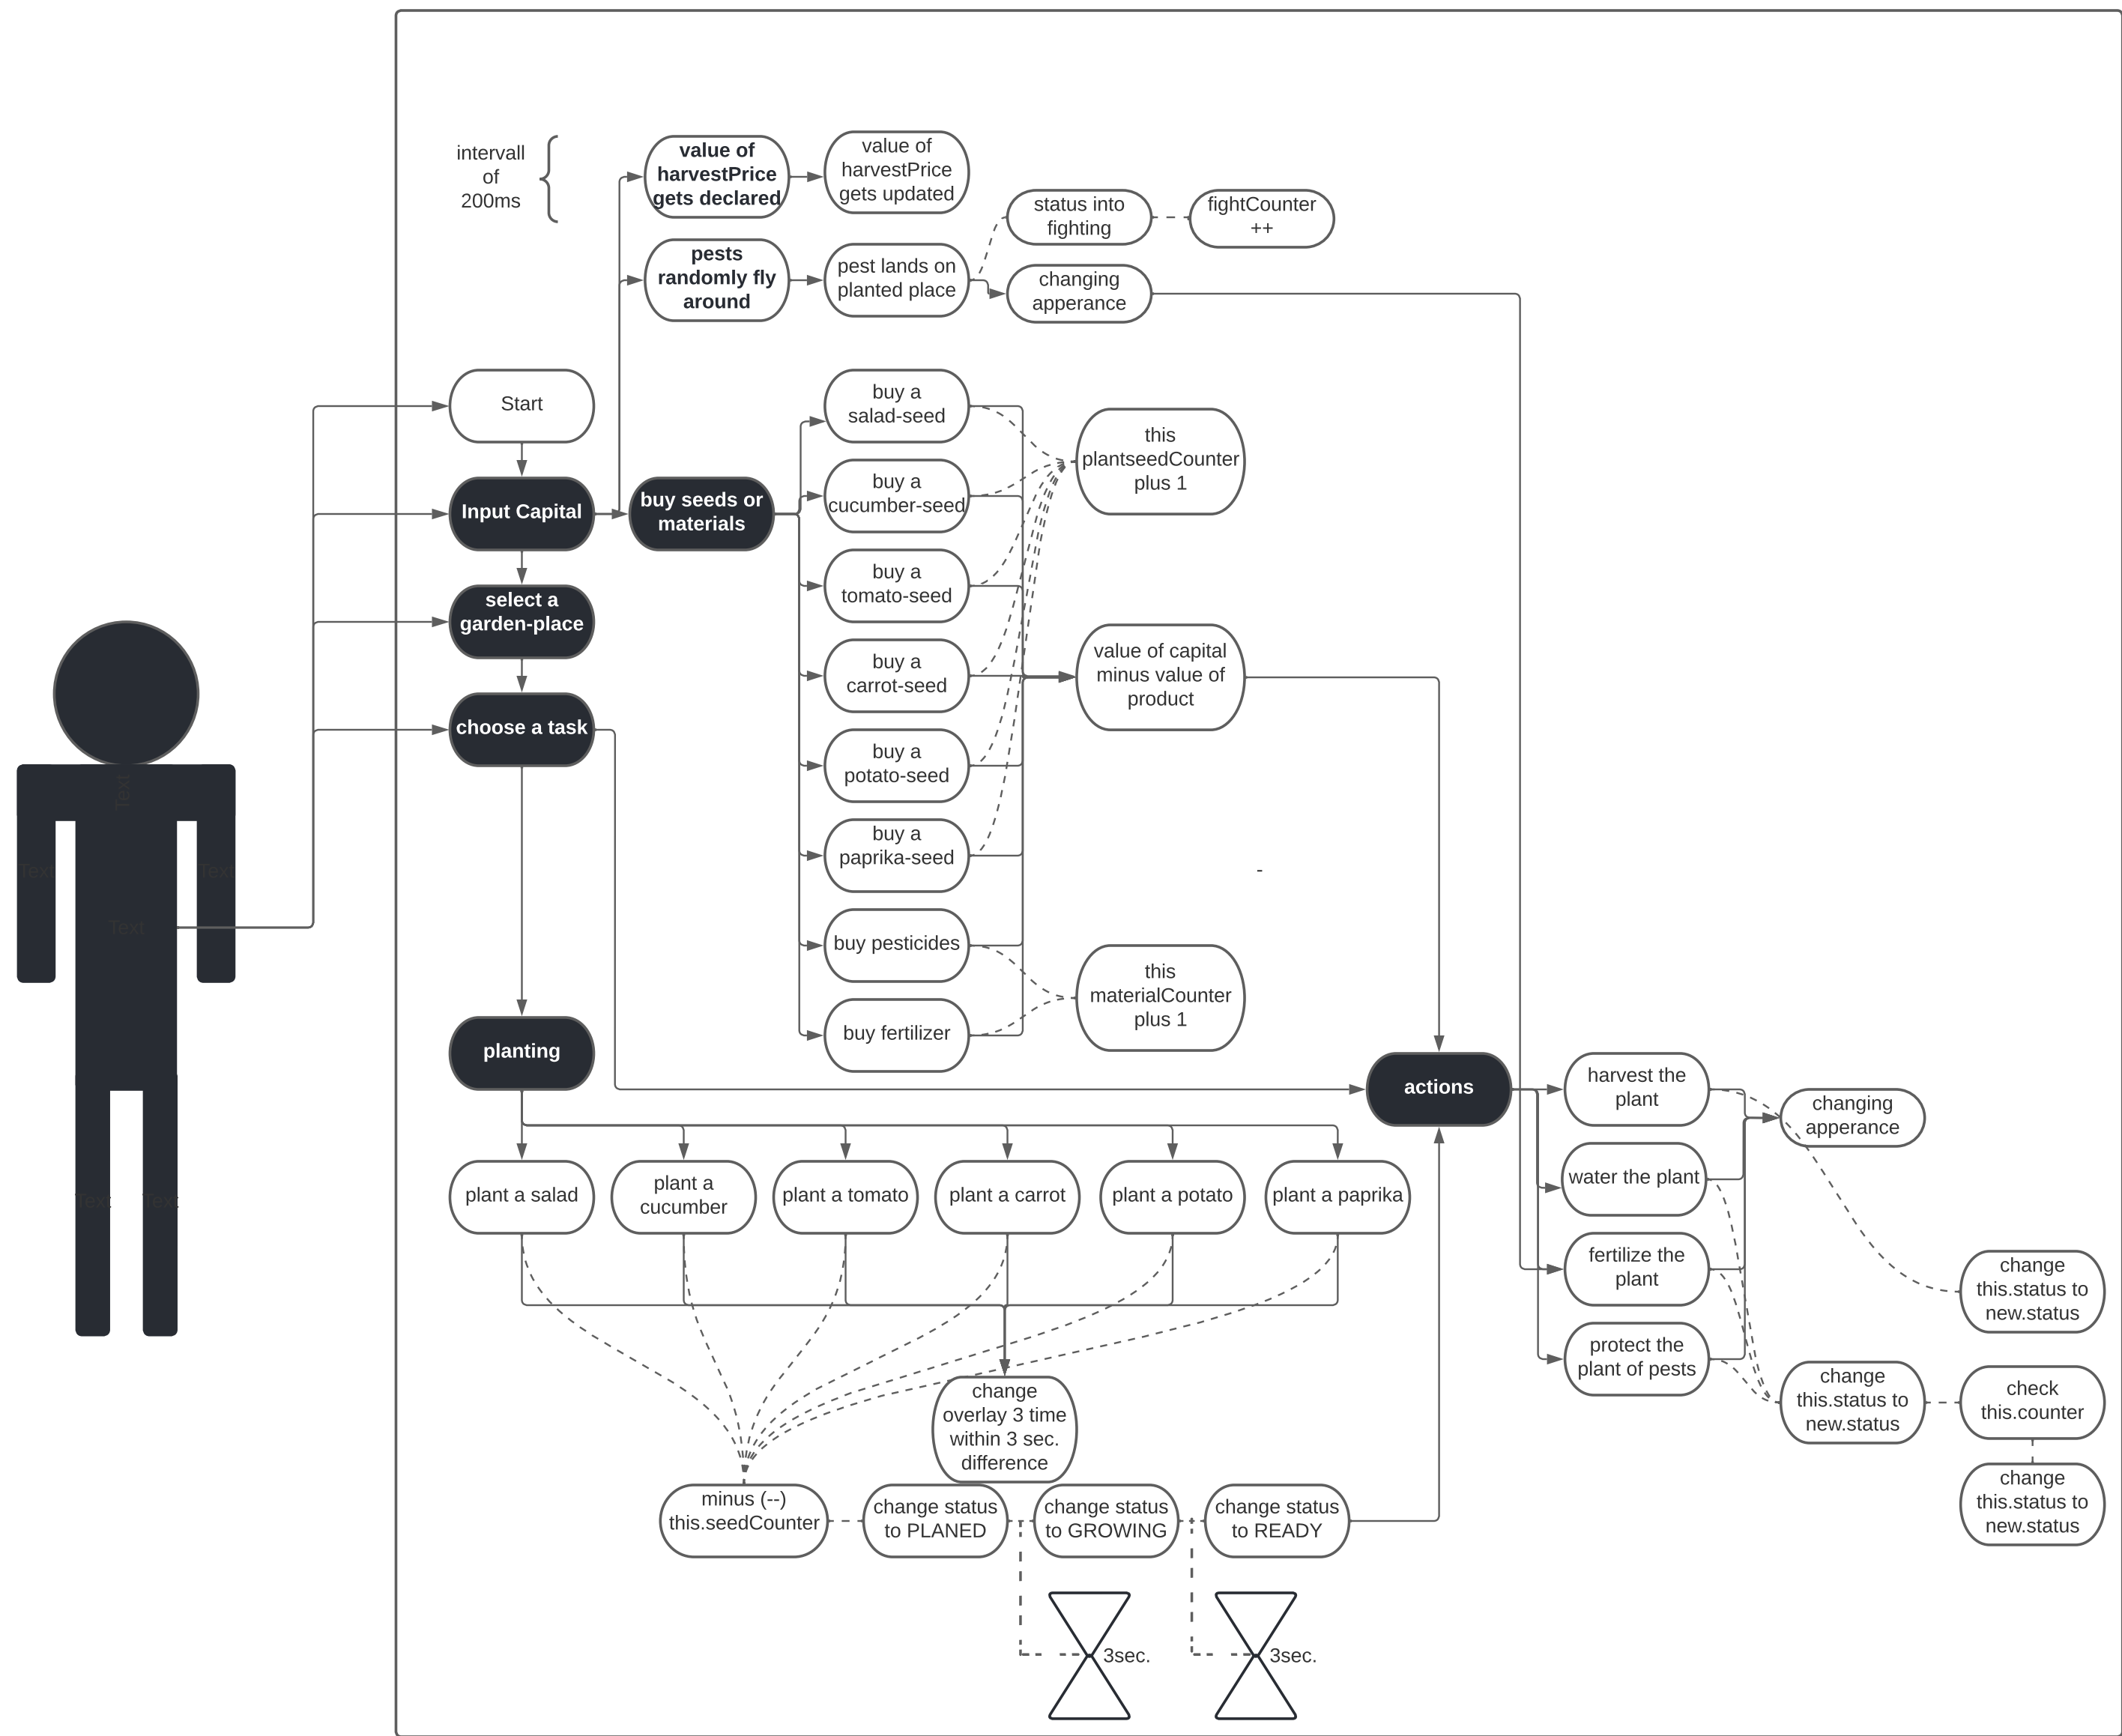 intervall
of
200ms
value of
harvestPrice
gets declared
value of
harvestPrice
gets updated
pests
randomly fly
around
pest lands on
planted place
status into
fighting
fightCounter
++
changing
apperance
Start
Input Capital
select a
garden-place
choose a task
buy seeds or
materials
buy a
salad-seed
buy a
cucumber-seed
buy a
tomato-seed
buy a
carrot-seed
buy a
potato-seed
buy a
paprika-seed
buy pesticides
buy fertilizer
this
plantseedCounter
plus 1
value of capital
minus value of
product
-
this
materialCounter
plus 1
Text
Text
Text
Text
Text
Text
planting
actions
plant a salad
plant a
cucumber
plant a tomato
plant a carrot
plant a potato
plant a paprika
harvest the
plant
water the plant
fertilize the
plant
protect the
plant of pests
changing
apperance
change
this.status to
new.status
change
this.status to
new.status
check
this.counter
change
this.status to
new.status
change
overlay 3 time
within 3 sec.
difference
minus (--)
this.seedCounter
change status
to PLANED
change status
to GROWING
change status
to READY
3sec.
3sec.